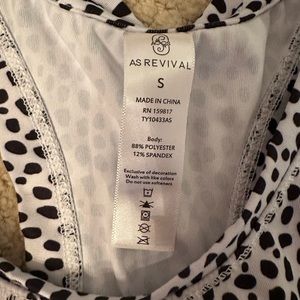 AS REVIVAL
S
MADE IN CHINA
RN 159817
TY10433AS
Body:
88% POLYESTER
12% SPANDEX
Exclusive of decoration
Wash with like colors
Do not use softeners